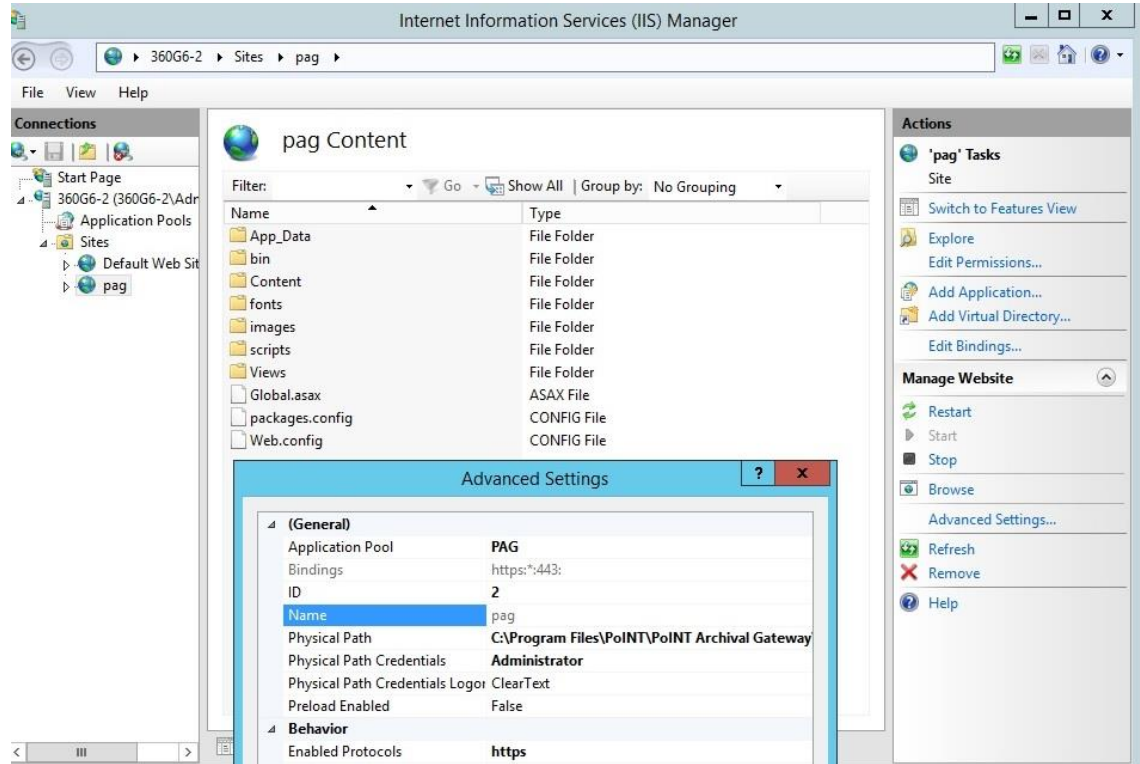 Internet Information Services (IIS) Manager
360G6-2 Sites pag
File View Help
Connections
Start Page
360G6-2 (360G6-2\Adr
Application Pools
Sites
Default Web Sit
pag
pag Content
Filter: Go Show All Group by: No Grouping
Name Type
App_Data File Folder
bin File Folder
Content File Folder
fonts File Folder
images File Folder
scripts File Folder
Views File Folder
Global.asax ASAX File
packages.config CONFIG File
Web.config CONFIG File
Advanced Settings
(General)
Application Pool PAG
Bindings https:*:443:
ID 2
Name pag
Physical Path C:\Program Files\PoINT\PoINT Archival Gateway
Physical Path Credentials Administrator
Physical Path Credentials Logor ClearText
Preload Enabled False
Behavior
Enabled Protocols https
Actions
'pag' Tasks
Site
Switch to Features View
Explore
Edit Permissions...
Add Application...
Add Virtual Directory...
Edit Bindings...
Manage Website
Restart
Start
Stop
Browse
Advanced Settings...
Refresh
Remove
Help